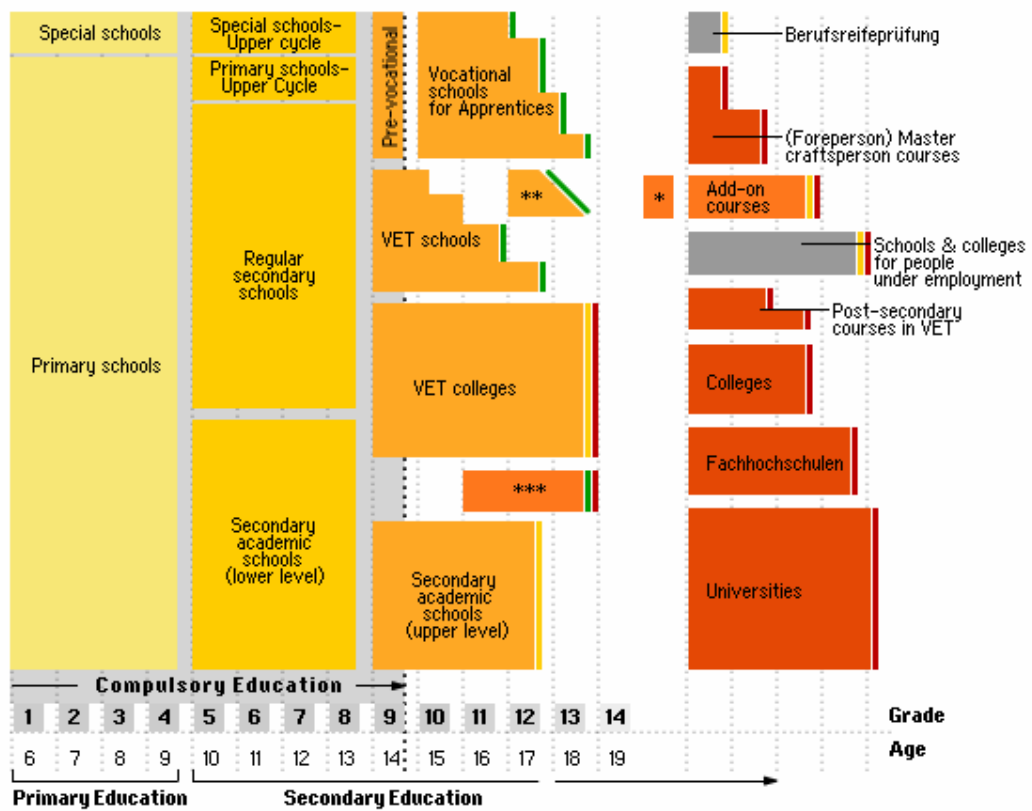 Special schools
Special schools-
Upper cycle
Primary schools-
Upper Cycle
Pre-vocational
Vocational
schools
for Apprentices
Berufsreifeprüfung
(Foreperson) Master
craftsperson courses
**
*
Add-on
courses
VET schools
Regular
secondary
schools
Schools & colleges
for people
under employment
Post-secondary
courses in VET
Primary schools
VET colleges
Colleges
Fachhochschulen
***
Secondary
academic
schools
(lower level)
Secondary
academic
schools
(upper level)
Universities
Compulsory Education
1 2 3 4 5 6 7 8 9 10 11 12 13 14 Grade
6 7 8 9 10 11 12 13 14 15 16 17 18 19 Age
Primary Education Secondary Education